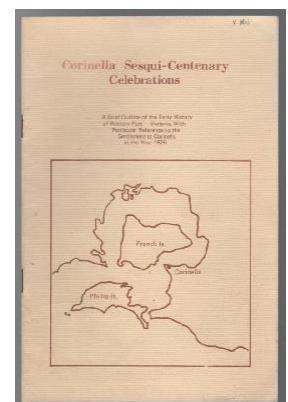 Corinella Sesqui-Centenary
Celebrations
A Brief Outline of the Early History
of Western Port - Victoria, With
Particular Reference to the
Settlement at Corinella
in the Year 1826
French Is.
Corinella
Phillip Is.